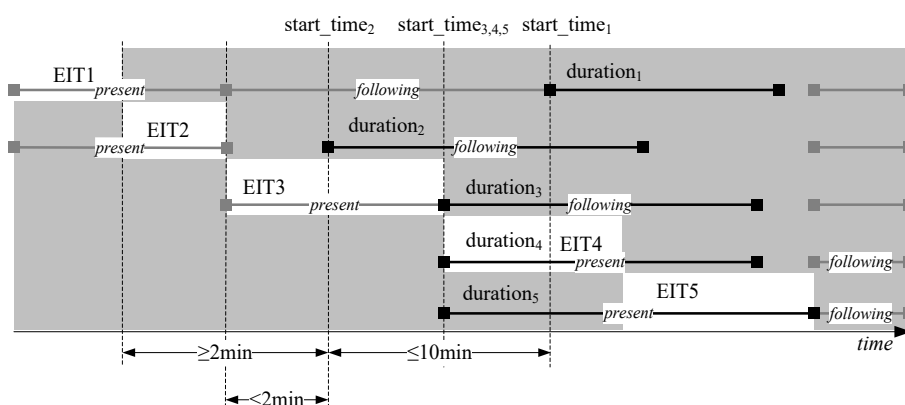 start_time2 start_time3,4,5 start_time1
EIT1 duration1
present following
EIT2 duration2
present following
EIT3 duration3
present following
duration4 EIT4
present following
duration5 EIT5
present following
time
≥2min ≤10min
<2min